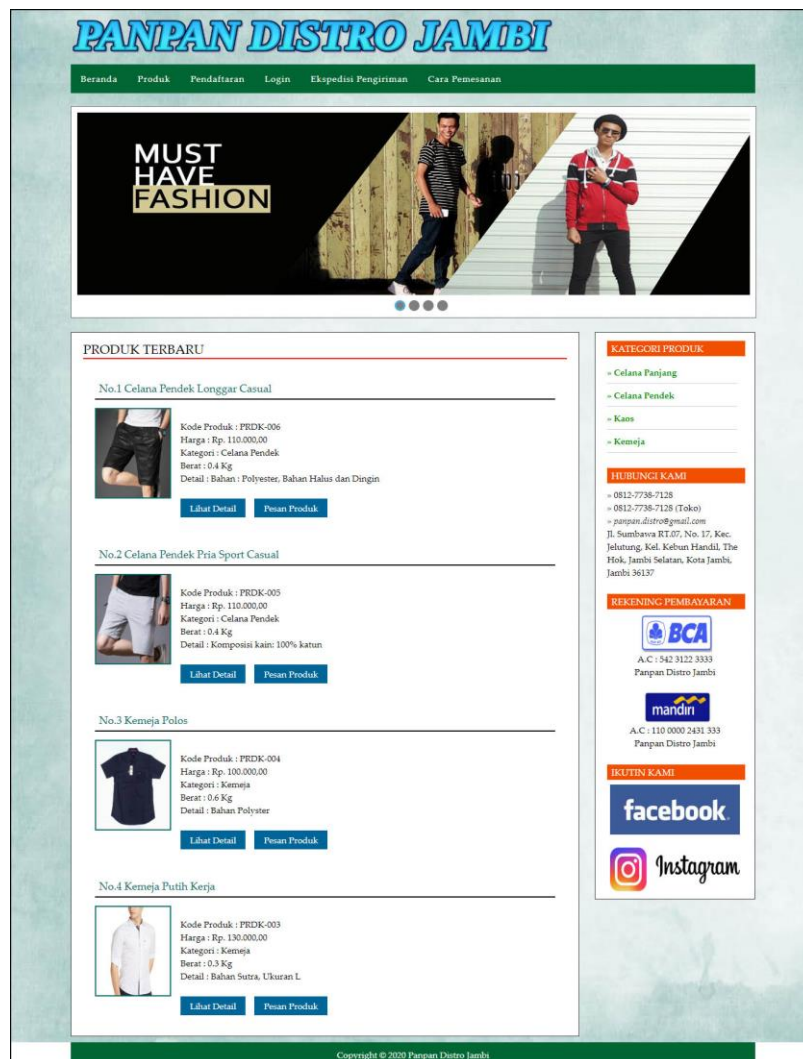 PANPAN DISTRO JAMBI
Beranda Produk Pendaftaran Login Ekspedisi Pengiriman Cara Pemesanan
MUST
HAVE
FASHION
PRODUK TERBARU
No.1 Celana Pendek Longgar Casual
Kode Produk : PRDK-006
Harga : Rp. 110.000,00
Kategori : Celana Pendek
Berat : 0.4 Kg
Detail : Bahan : Polyester, Bahan Halus dan Dingin
Lihat Detail Pesan Produk
No.2 Celana Pendek Pria Sport Casual
Kode Produk : PRDK-005
Harga : Rp. 110.000,00
Kategori : Celana Pendek
Berat : 0.4 Kg
Detail : Komposisi kain: 100% katun
Lihat Detail Pesan Produk
No.3 Kemeja Polos
Kode Produk : PRDK-004
Harga : Rp. 100.000,00
Kategori : Kemeja
Berat : 0.6 Kg
Detail : Bahan Polyster
Lihat Detail Pesan Produk
No.4 Kemeja Putih Kerja
Kode Produk : PRDK-003
Harga : Rp. 130.000,00
Kategori : Kemeja
Berat : 0.3 Kg
Detail : Bahan Sutra, Ukuran L
Lihat Detail Pesan Produk
KATEGORI PRODUK
» Celana Panjang
» Celana Pendek
» Kaos
» Kemeja
HUBUNGI KAMI
» 0812-7738-7128
» 0812-7738-7128 (Toko)
» panpan.distro@gmail.com
Jl. Sumbawa RT.07, No. 17, Kec.
Jelutung, Kel. Kebun Handil, The
Hok, Jambi Selatan, Kota Jambi,
Jambi 36137
REKENING PEMBAYARAN
BCA
A.C : 542 3122 3333
Panpan Distro Jambi
mandiri
A.C : 110 0000 2431 333
Panpan Distro Jambi
IKUTIN KAMI
facebook.
Instagram
Copyright © 2020 Panpan Distro Jambi